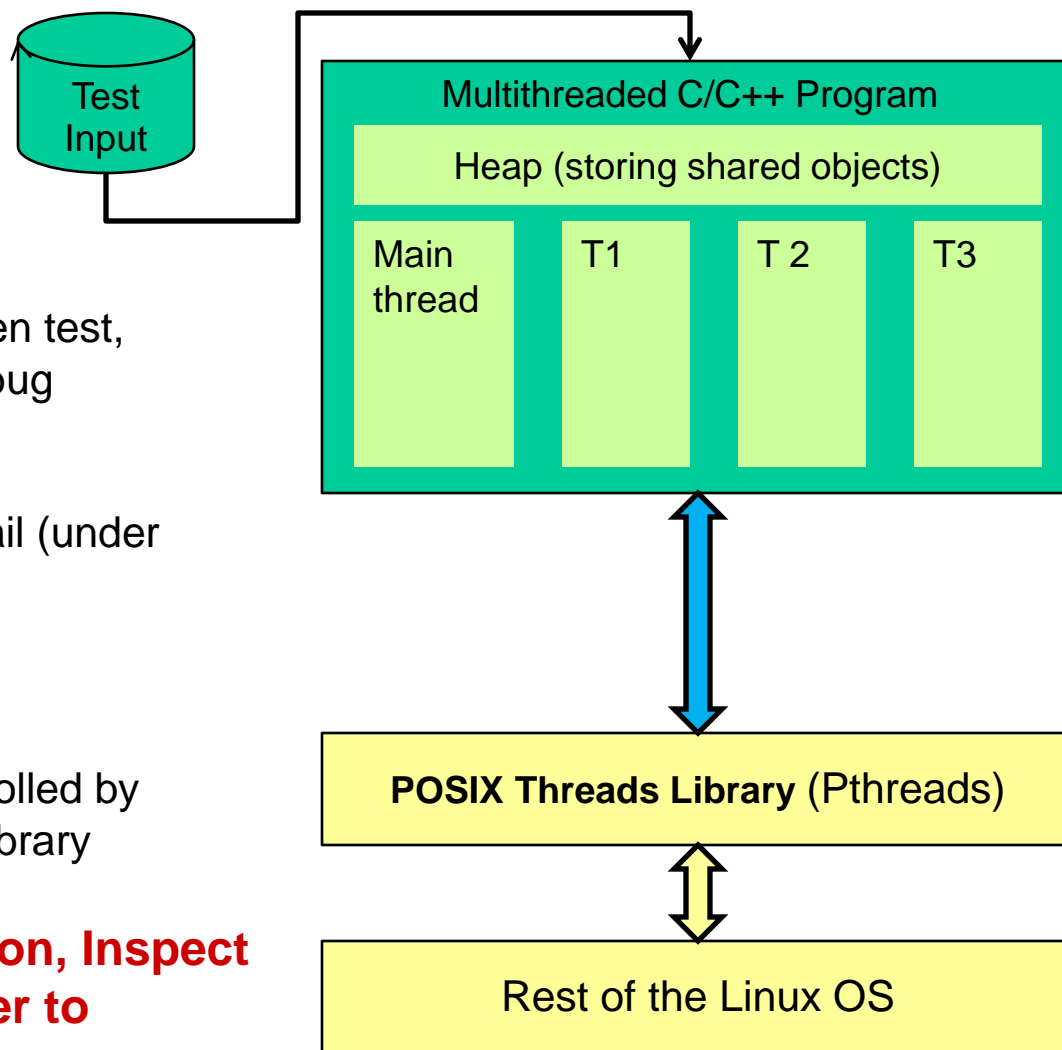 Test
Input
Multithreaded C/C++ Program
Heap (storing shared objects)
Main
thread
T1
T 2
T3
en test,
bug
ail (under
olled by
brary
on, Inspect
er to
POSIX Threads Library (Pthreads)
Rest of the Linux OS